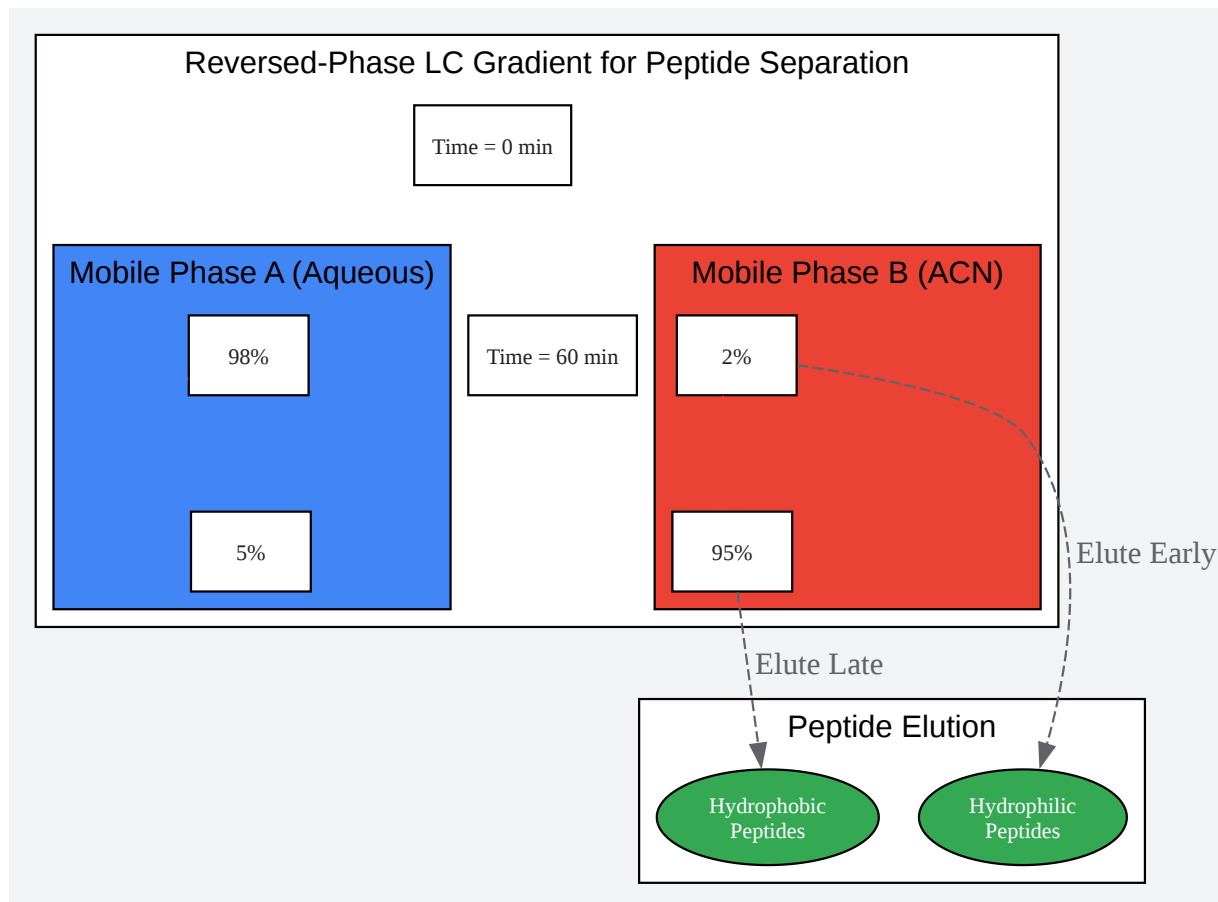 Reversed-Phase LC Gradient for Peptide Separation
Time = 0 min
Mobile Phase A (Aqueous)
Mobile Phase B (ACN)
98%
Time = 60 min
2%
5%
95%
Elute Early
Elute Late
Peptide Elution
Hydrophobic
Peptides
Hydrophilic
Peptides